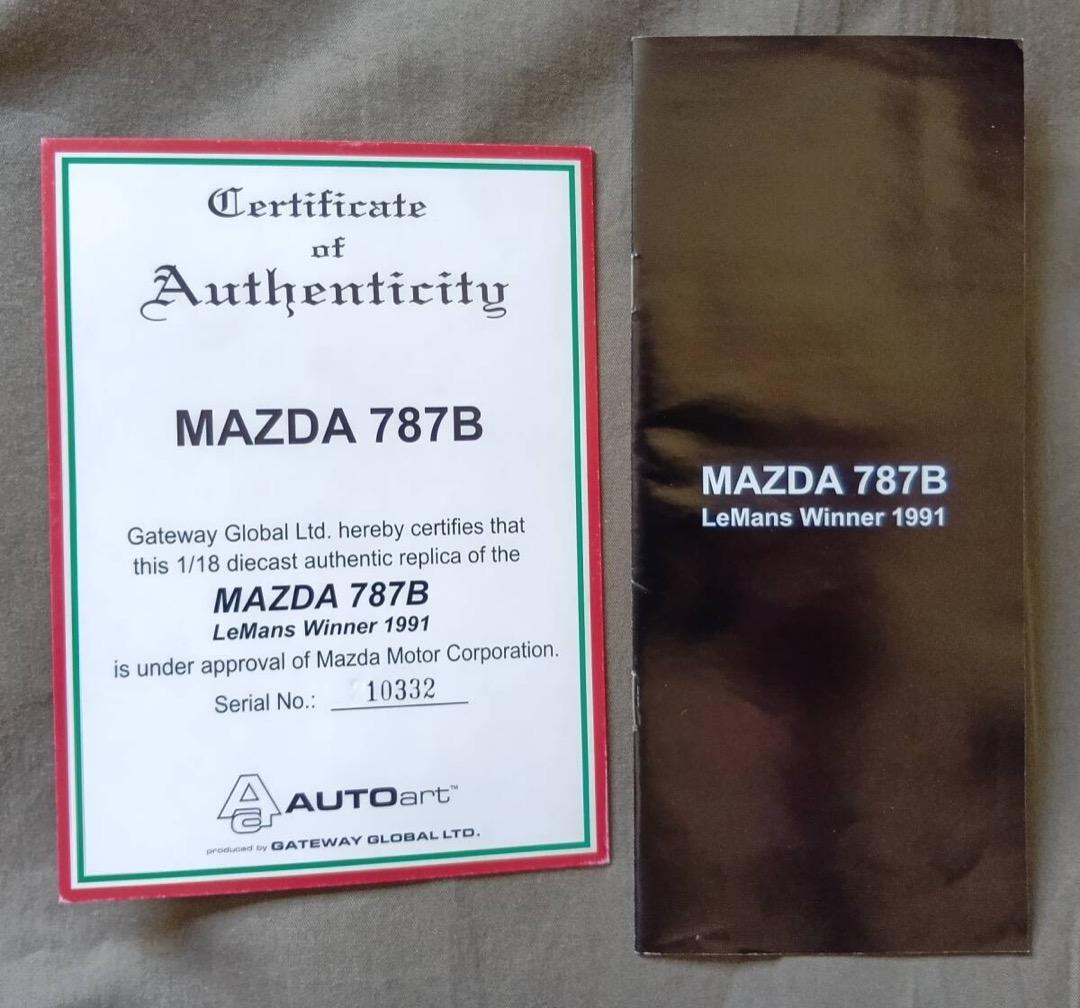 Certificate
of
Authenticity
MAZDA 787B
Gateway Global Ltd. hereby certifies that
this 1/18 diecast authentic replica of the
MAZDA 787B
LeMans Winner 1991
is under approval of Mazda Motor Corporation.
Serial No.: 10332
AUTOart™
produced by GATEWAY GLOBAL LTD.
MAZDA 787B
LeMans Winner 1991